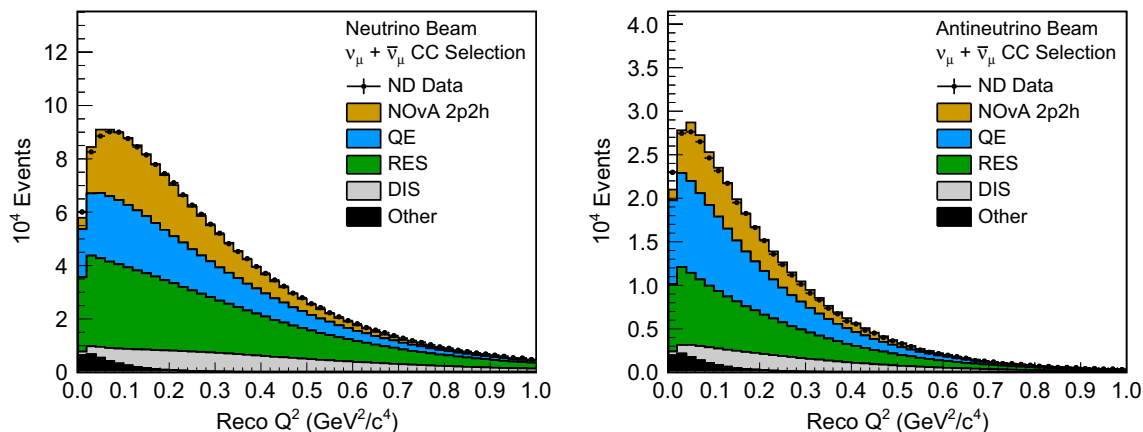 Neutrino Beam
νμ + ν̄μ CC Selection
ND Data
NOvA 2p2h
QE
RES
DIS
Other
12
10
8
6
4
2
0
10⁴ Events
0.0 0.1 0.2 0.3 0.4 0.5 0.6 0.7 0.8 0.9 1.0
Reco Q² (GeV²/c⁴)
Antineutrino Beam
νμ + ν̄μ CC Selection
ND Data
NOvA 2p2h
QE
RES
DIS
Other
4.0
3.5
3.0
2.5
2.0
1.5
1.0
0.5
0.0
10⁴ Events
0.0 0.1 0.2 0.3 0.4 0.5 0.6 0.7 0.8 0.9 1.0
Reco Q² (GeV²/c⁴)